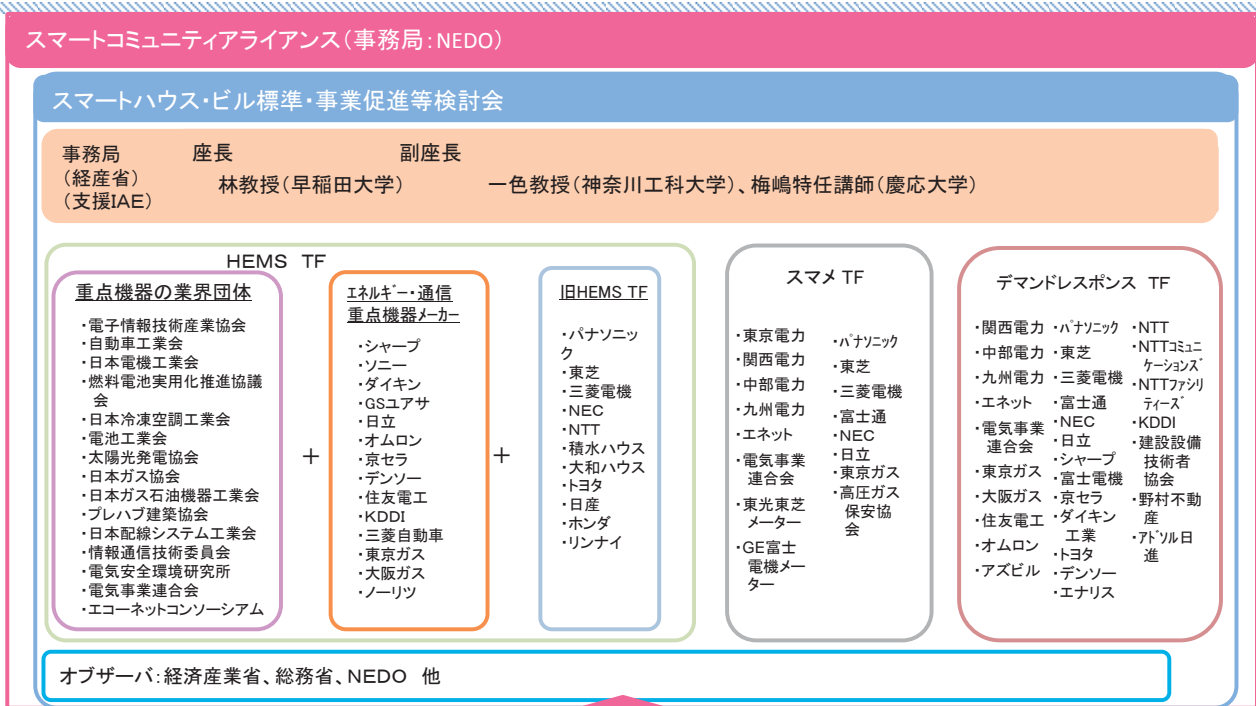 スマートコミュニティアライアンス（事務局：NEDO）
スマートハウス・ビル標準・事業促進等検討会
事務局
（経産省）
（支援IAE）
座長
林教授（早稲田大学）
副座長
一色教授（神奈川工科大学）、梅嶋特任講師（慶応大学）
HEMS TF
重点機器の業界団体
・電子情報技術産業協会
・自動車工業会
・日本電機工業会
・燃料電池実用化推進協議
会
・日本冷凍空調工業会
・電池工業会
・太陽光発電協会
・日本ガス協会
・日本ガス石油機器工業会
・プレハブ建築協会
・日本配線システム工業会
・情報通信技術委員会
・電気安全環境研究所
・電気事業連合会
・エコーネットコンソーシアム
＋
ｴﾈﾙｷﾞｰ・通信
重点機器ﾒｰｶｰ
・シャープ
・ソニー
・ダイキン
・GSユアサ
・日立
・オムロン
・京セラ
・デンソー
・住友電工
・KDDI
・三菱自動車
・東京ガス
・大阪ガス
・ノーリツ
＋
旧HEMS TF
・パナソニッ
ク
・東芝
・三菱電機
・NEC
・NTT
・積水ハウス
・大和ハウス
・トヨタ
・日産
・ホンダ
・リンナイ
スマメ TF
・東京電力
・関西電力
・中部電力
・九州電力
・エネット
・電気事業
連合会
・東光東芝
メーター
・GE富士
電機メー
ター
・ﾊﾟﾅｿﾆｯｸ
・東芝
・三菱電機
・富士通
・NEC
・日立
・東京ガス
・高圧ガス
保安協
会
デマンドレスポンス TF
・関西電力
・中部電力
・九州電力
・エネット
・電気事業
連合会
・東京ガス
・大阪ガス
・住友電工
・オムロン
・アズビル
・ﾊﾟﾅｿﾆｯｸ
・東芝
・三菱電機
・富士通
・NEC
・日立
・シャープ
・富士電機
・京セラ
・ダイキン
工業
・トヨタ
・デンソー
・エナリス
・NTT
・NTTｺﾐｭﾆ
ｹｰｼｮﾝｽﾞ
・NTTﾌｧｼﾘ
ﾃｨｰｽﾞ
・KDDI
・建設設備
技術者
協会
・野村不動
産
・ｱﾄﾞｿﾙ日
進
オブザーバ：経済産業省、総務省、NEDO 他